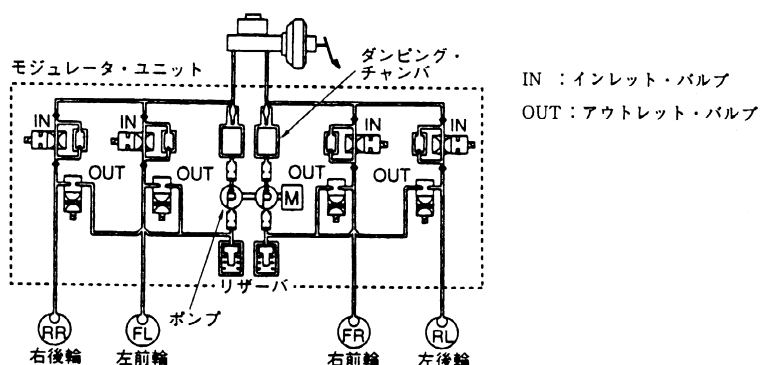 モジュレータ・ユニット
ダンピング・
チャンバ
IN : インレット・バルブ
OUT : アウトレット・バルブ
IN
IN
IN
IN
OUT
OUT
OUT
OUT
P
P
M
リザーバ
ポンプ
RR
FL
FR
RL
右後輪
左前輪
右前輪
左後輪